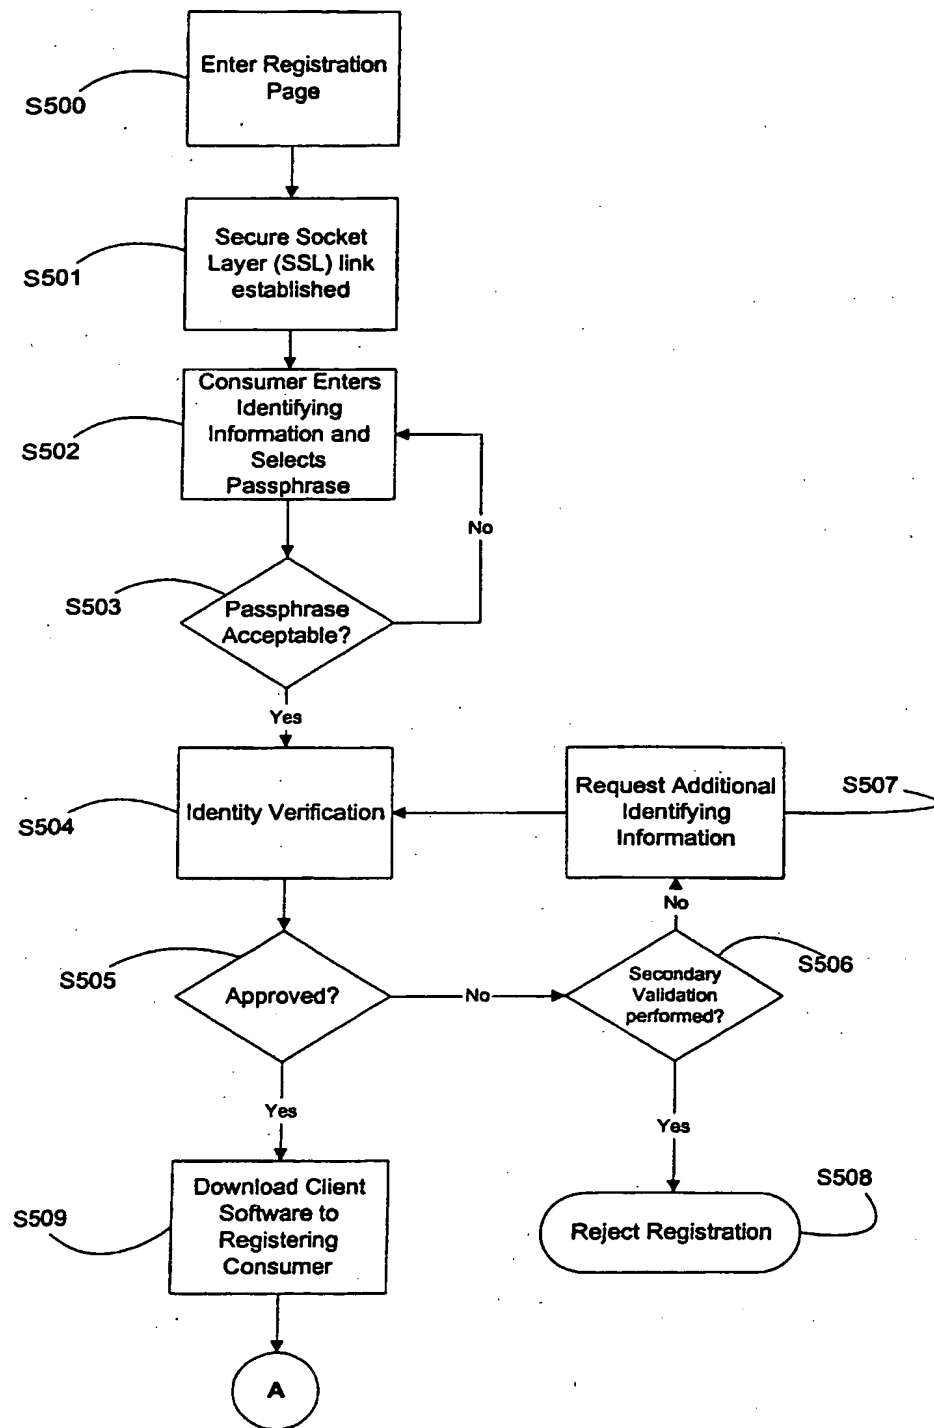 Enter Registration
Page
S500
Secure Socket
Layer (SSL) link
established
S501
Consumer Enters
Identifying
Information and
Selects
Passphrase
S502
No
Passphrase
Acceptable?
S503
Yes
Identity Verification
S504
Request Additional
Identifying
Information
S507
No
Approved?
S505
No
Secondary
Validation
performed?
S506
Yes
Yes
Download Client
Software to
Registering
Consumer
S509
Reject Registration
S508
A